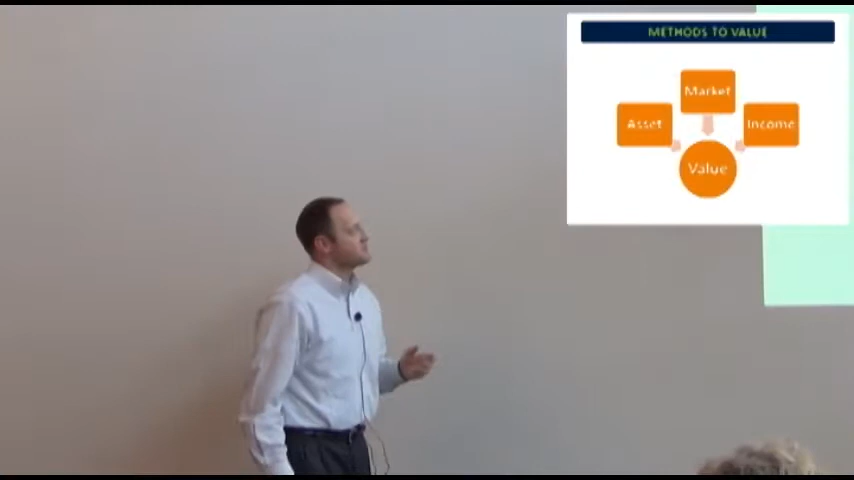 METHODS TO VALUE
Market
Asset
Income
Value